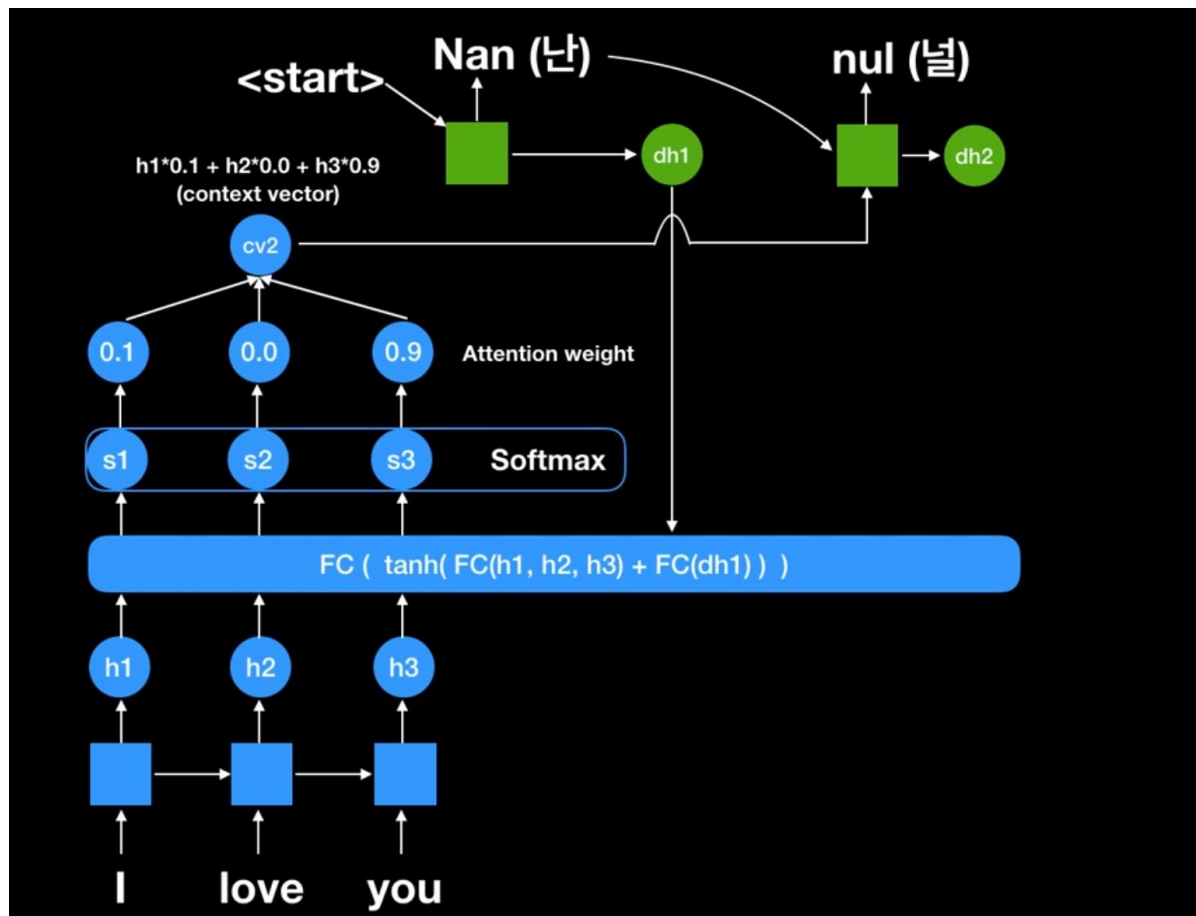 Nan (난)
nul (널)
<start>
h1*0.1 + h2*0.0 + h3*0.9
(context vector)
dh1
dh2
cv2
0.1
0.0
0.9
Attention weight
s1
s2
s3
Softmax
FC ( tanh( FC(h1, h2, h3) + FC(dh1) ) )
h1
h2
h3
I
love
you